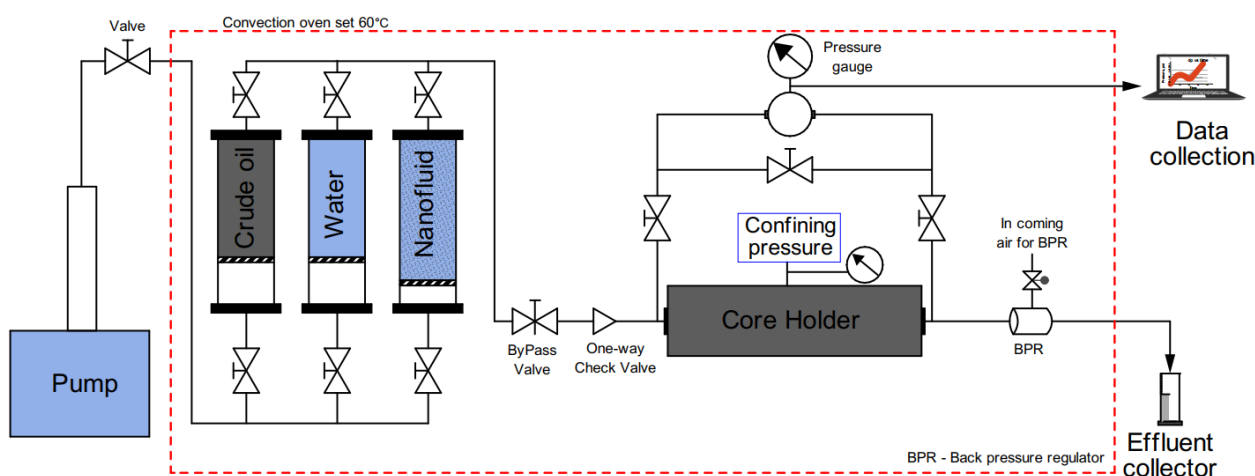 Convection oven set 60°C
Valve
Pressure
gauge
Data
collection
Crude oil
Water
Nanofluid
Confining
pressure
In coming
air for BPR
Core Holder
ByPass
Valve
One-way
Check Valve
BPR
Pump
Effluent
collector
BPR - Back pressure regulator